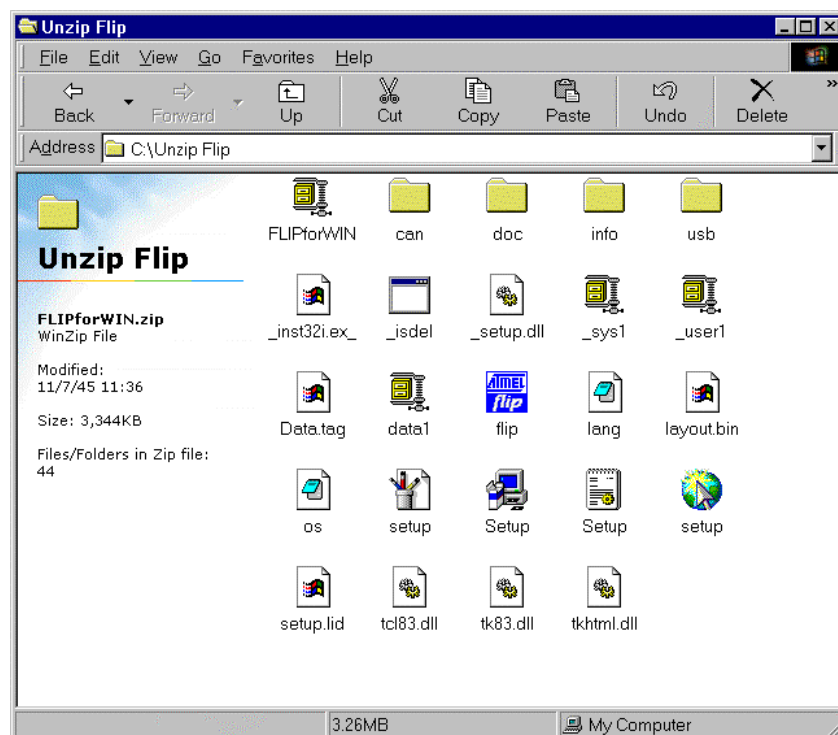 Unzip Flip
File Edit View Go Favorites Help
Back Forward Up Cut Copy Paste Undo Delete »
Address C:\Unzip Flip
Unzip Flip
FLIPforWIN.zip
WinZip File
Modified:
11/7/45 11:36
Size: 3,344KB
Files/Folders in Zip file:
44
FLIPforWIN can doc info usb
_inst32i.ex_ _isdel _setup.dll _sys1 _user1
ATMEL
flip
Data.tag data1 flip lang layout.bin
os setup Setup Setup setup
setup.lid tcl83.dll tk83.dll tkhtml.dll
3.26MB My Computer